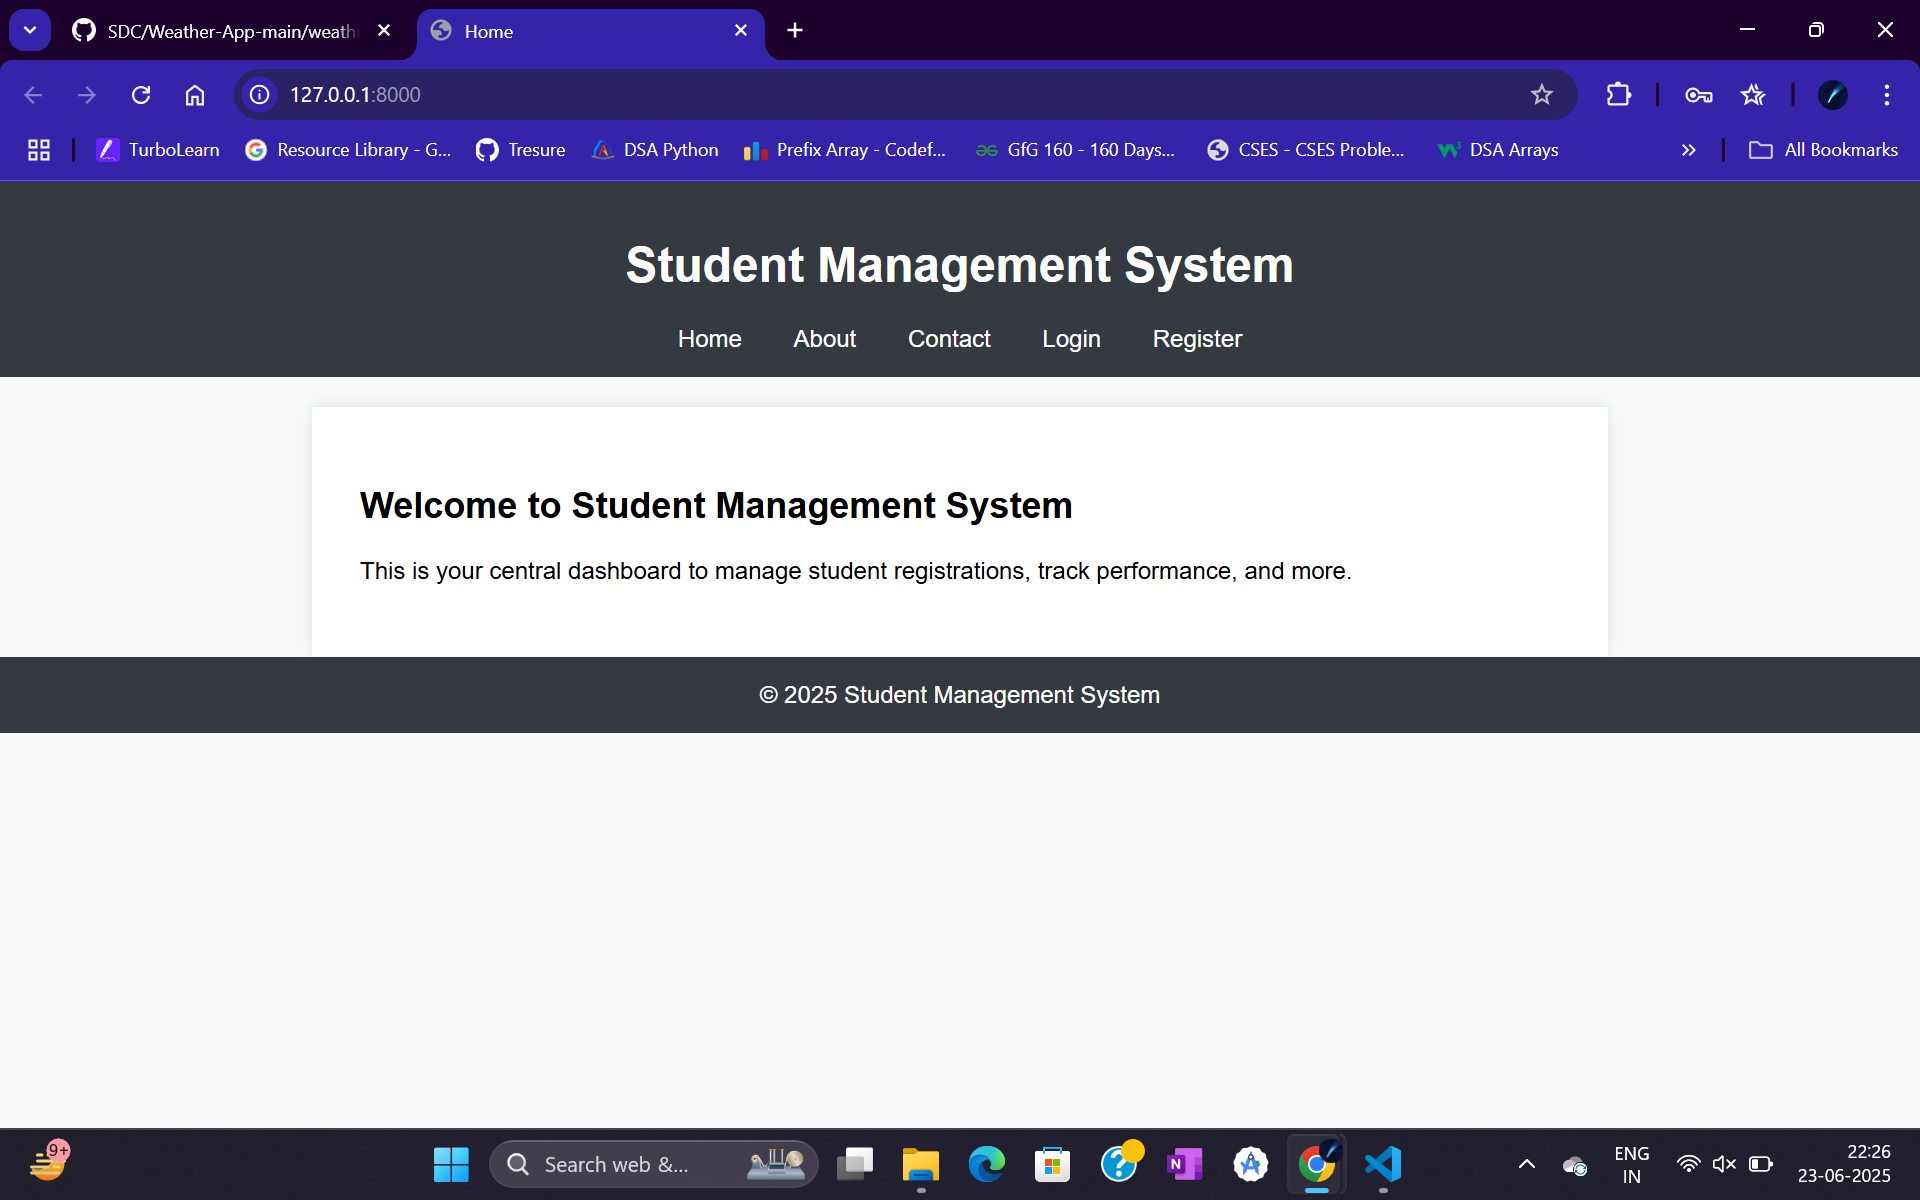 SDC/Weather-App-main/weath
Home
127.0.0.1:8000
TurboLearn
Resource Library - G...
Tresure
DSA Python
Prefix Array - Codef...
GfG 160 - 160 Days...
CSES - CSES Proble...
DSA Arrays
All Bookmarks
Student Management System
Home About Contact Login Register
Welcome to Student Management System
This is your central dashboard to manage student registrations, track performance, and more.
© 2025 Student Management System
9+
Search web &...
ENG
IN
22:26
23-06-2025